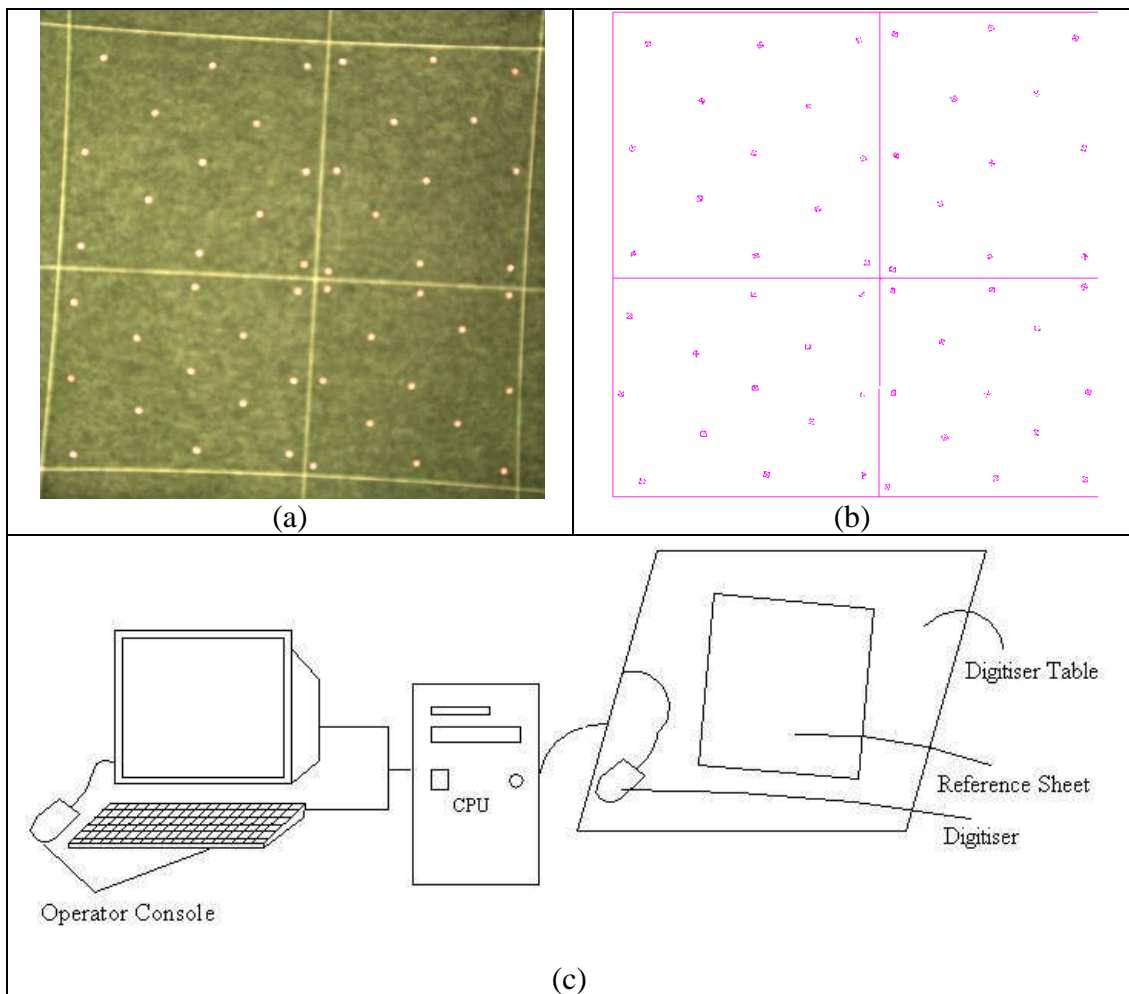 (a)
(b)
CPU
Digitiser Table
Reference Sheet
Digitiser
Operator Console
(c)